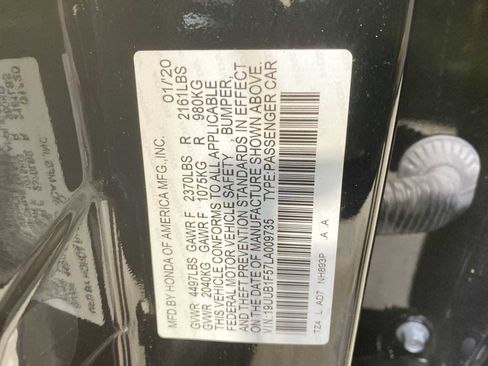 MFD.BY HONDA OF AMERICA MFG.,INC. 01/20
GVWR 4497LBS GAWR F 2370LBS R 2161LBS
GVWR 2040KG GAWR F 1075KG R 980KG
THIS VEHICLE CONFORMS TO ALL APPLICABLE
FEDERAL MOTOR VEHICLE SAFETY, BUMPER,
AND THEFT PREVENTION STANDARDS IN EFFECT
ON THE DATE OF MANUFACTURE SHOWN ABOVE.
VIN:19UUB1F57LA009735 TYPE:PASSENGER CAR
TZ4 L AD7 NH893P A A